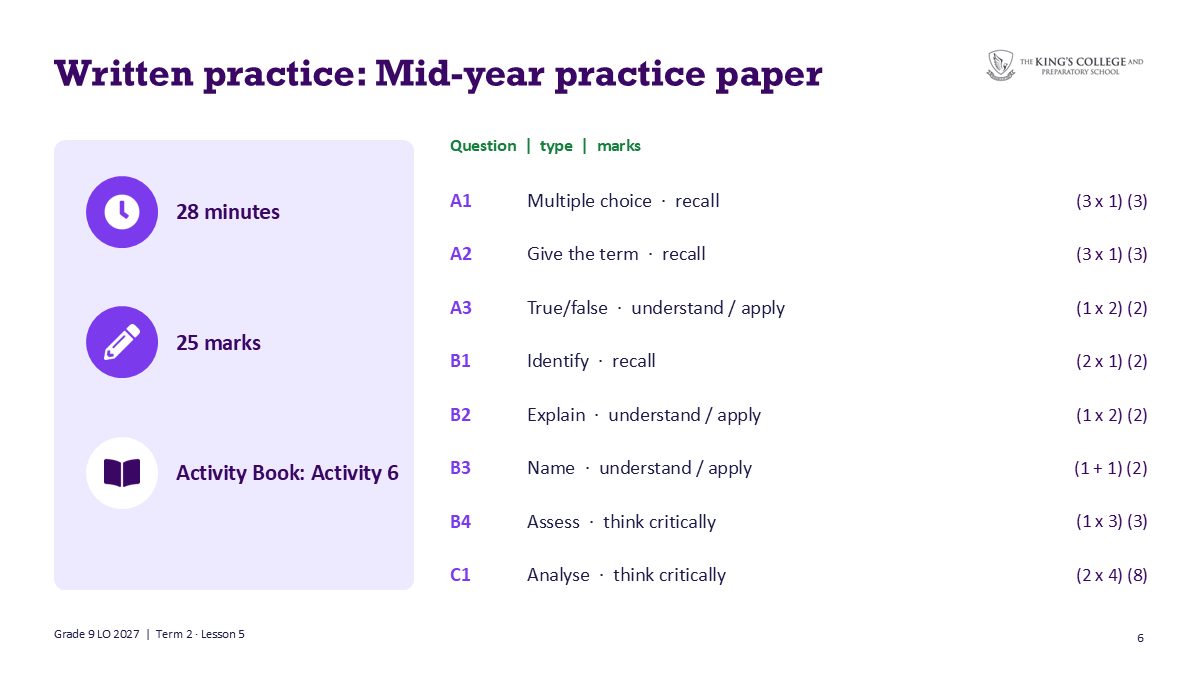 Written practice: Mid-year practice paper
THE KING'S COLLEGE AND
PREPARATORY SCHOOL
28 minutes
25 marks
Activity Book: Activity 6
Question | type | marks
A1 Multiple choice · recall (3 x 1) (3)
A2 Give the term · recall (3 x 1) (3)
A3 True/false · understand / apply (1 x 2) (2)
B1 Identify · recall (2 x 1) (2)
B2 Explain · understand / apply (1 x 2) (2)
B3 Name · understand / apply (1 + 1) (2)
B4 Assess · think critically (1 x 3) (3)
C1 Analyse · think critically (2 x 4) (8)
Grade 9 LO 2027 | Term 2 · Lesson 5
6